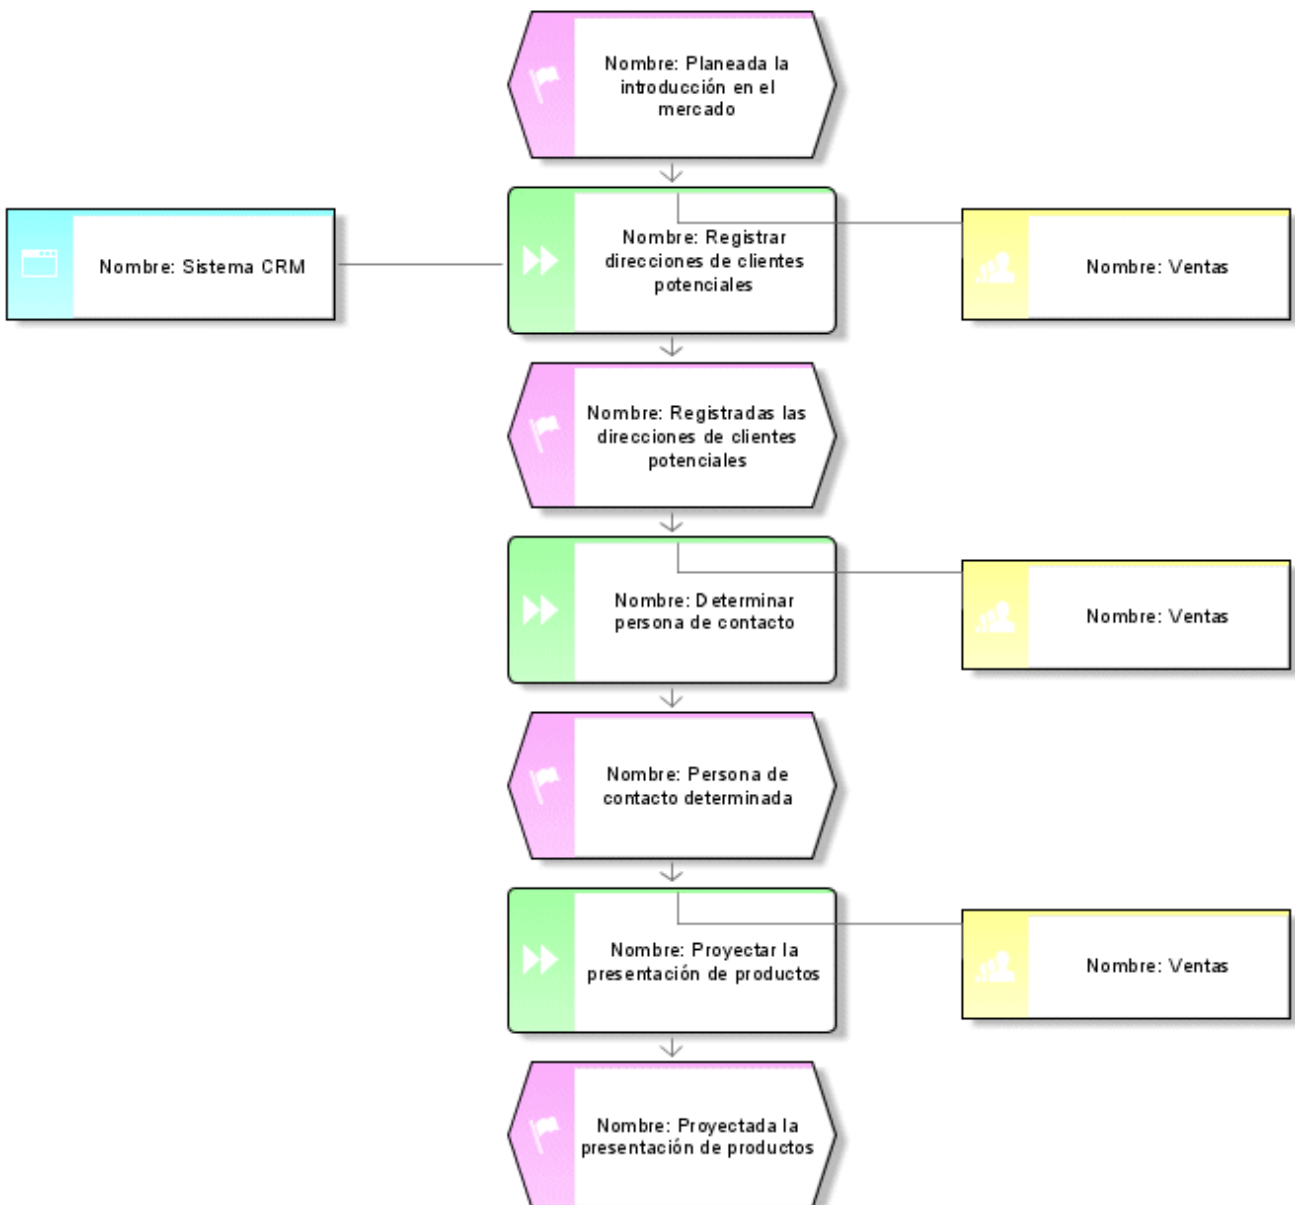 Nombre: Planeada la
introducción en el
mercado
Nombre: Sistema CRM
Nombre: Registrar
direcciones de clientes
potenciales
Nombre: Ventas
Nombre: Registradas las
direcciones de clientes
potenciales
Nombre: Determinar
persona de contacto
Nombre: Ventas
Nombre: Persona de
contacto determinada
Nombre: Proyectar la
presentación de productos
Nombre: Ventas
Nombre: Proyectada la
presentación de productos